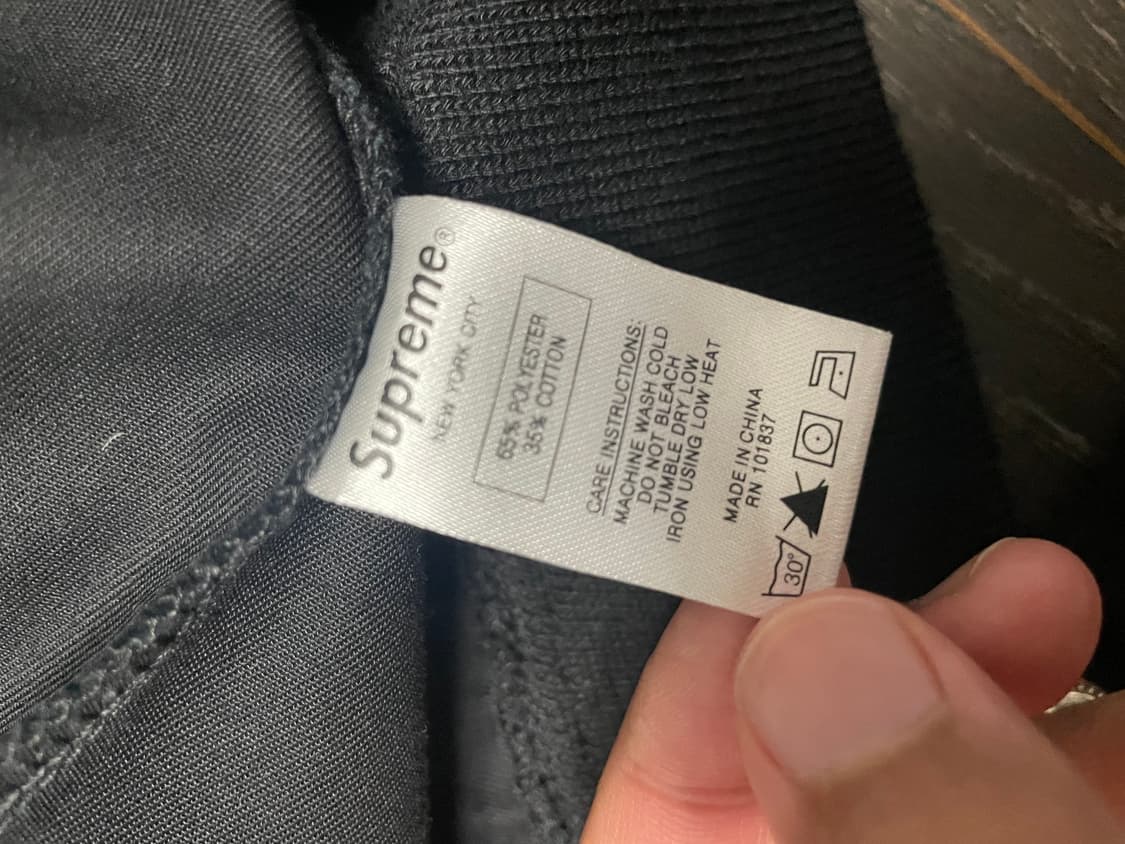 Supreme®
NEW YORK CITY
65% POLYESTER
35% COTTON
CARE INSTRUCTIONS:
MACHINE WASH COLD
DO NOT BLEACH
TUMBLE DRY LOW
IRON USING LOW HEAT
MADE IN CHINA
RN 101837
30°